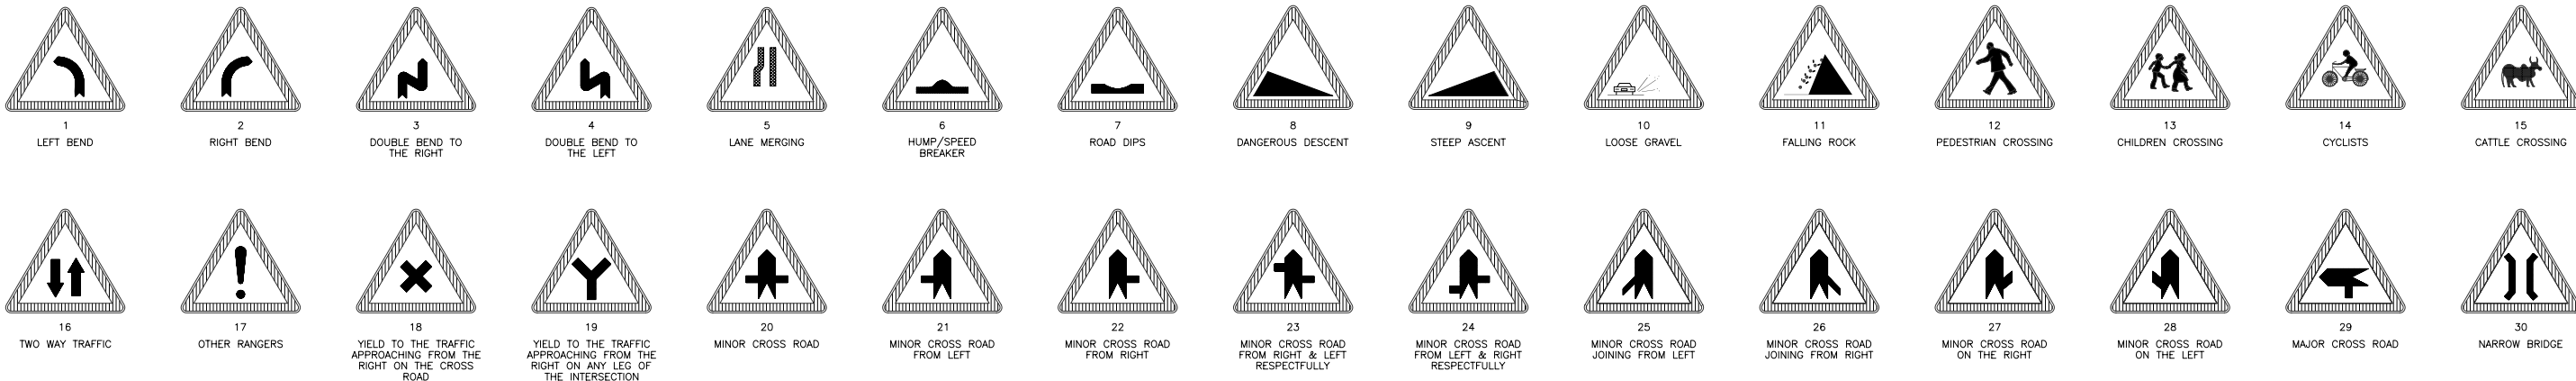 1
LEFT BEND
2
RIGHT BEND
3
DOUBLE BEND TO
THE RIGHT
4
DOUBLE BEND TO
THE LEFT
5
LANE MERGING
6
HUMP/SPEED
BREAKER
7
ROAD DIPS
8
DANGEROUS DESCENT
9
STEEP ASCENT
10
LOOSE GRAVEL
11
FALLING ROCK
12
PEDESTRIAN CROSSING
13
CHILDREN CROSSING
14
CYCLISTS
15
CATTLE CROSSING
16
TWO WAY TRAFFIC
17
OTHER RANGERS
18
YIELD TO THE TRAFFIC
APPROACHING FROM THE
RIGHT ON THE CROSS
ROAD
19
YIELD TO THE TRAFFIC
APPROACHING FROM THE
RIGHT ON ANY LEG OF
THE INTERSECTION
20
MINOR CROSS ROAD
21
MINOR CROSS ROAD
FROM LEFT
22
MINOR CROSS ROAD
FROM RIGHT
23
MINOR CROSS ROAD
FROM RIGHT & LEFT
RESPECTFULLY
24
MINOR CROSS ROAD
FROM LEFT & RIGHT
RESPECTFULLY
25
MINOR CROSS ROAD
JOINING FROM LEFT
26
MINOR CROSS ROAD
JOINING FROM RIGHT
27
MINOR CROSS ROAD
ON THE RIGHT
28
MINOR CROSS ROAD
ON THE LEFT
29
MAJOR CROSS ROAD
30
NARROW BRIDGE